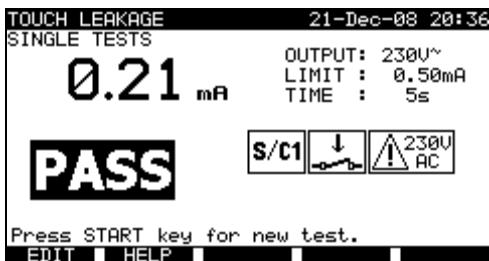 TOUCH LEAKAGE 21-Dec-08 20:36
SINGLE TESTS
0.21 mA
OUTPUT: 230V~
LIMIT : 0.50mA
TIME : 5s
PASS
S/C1
230V
AC
Press START key for new test.
EDIT HELP